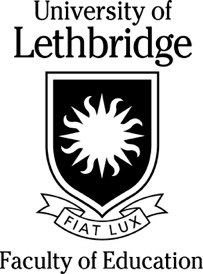 University of
Lethbridge
FIAT LUX
Faculty of Education